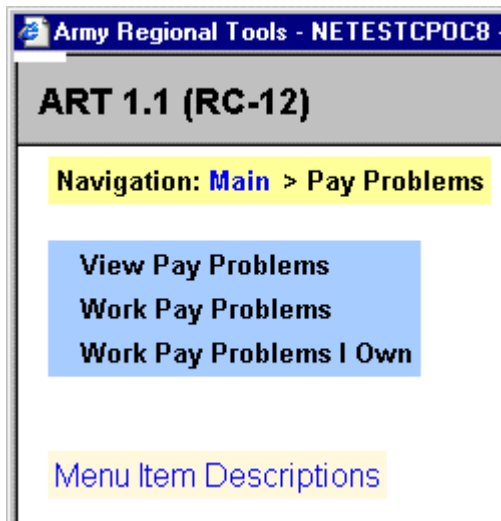 Army Regional Tools - NETESTCPOC8 -
ART 1.1 (RC-12)
Navigation: Main > Pay Problems
View Pay Problems
Work Pay Problems
Work Pay Problems I Own
Menu Item Descriptions